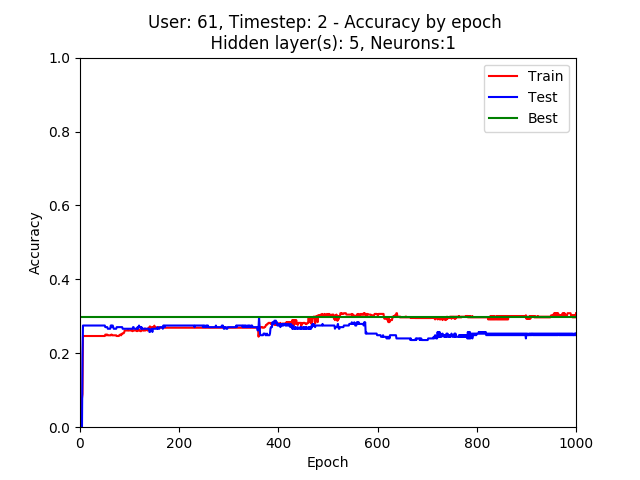 User: 61, Timestep: 2 - Accuracy by epoch
Hidden layer(s): 5, Neurons:1
1.0
0.8
0.6
0.4
0.2
0.0
Accuracy
Train
Test
Best
0
200
400
600
800
1000
Epoch